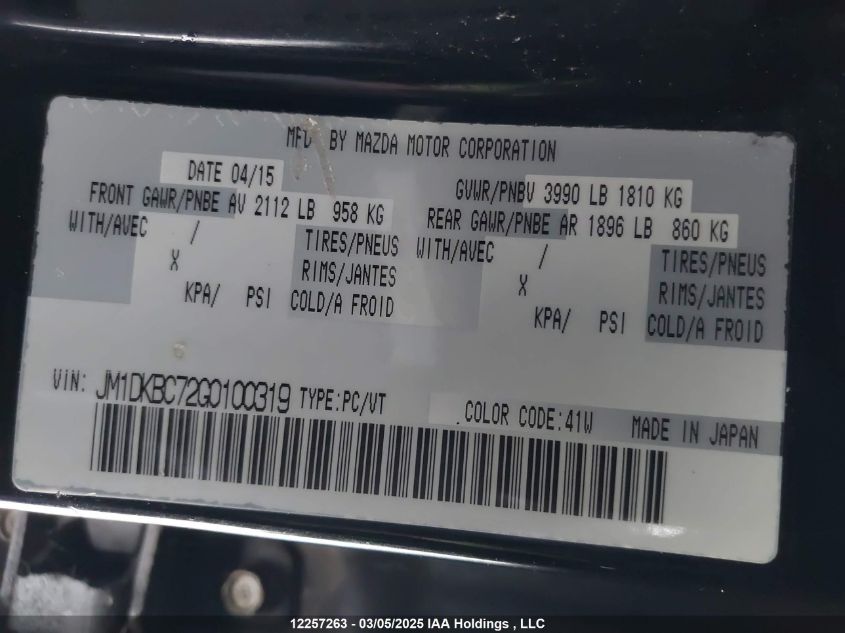 MFD BY MAZDA MOTOR CORPORATION
DATE 04/15 GVWR/PNBV 3990 LB 1810 KG
FRONT GAWR/PNBE AV 2112 LB 958 KG REAR GAWR/PNBE AR 1896 LB 860 KG
WITH/AVEC / TIRES/PNEUS WITH/AVEC / TIRES/PNEUS
X RIMS/JANTES X RIMS/JANTES
KPA/ PSI COLD/A FROID KPA/ PSI COLD/A FROID
VIN: JM1DKBC72G0100319 TYPE:PC/VT COLOR CODE:41W MADE IN JAPAN
12257263 - 03/05/2025 IAA Holdings , LLC